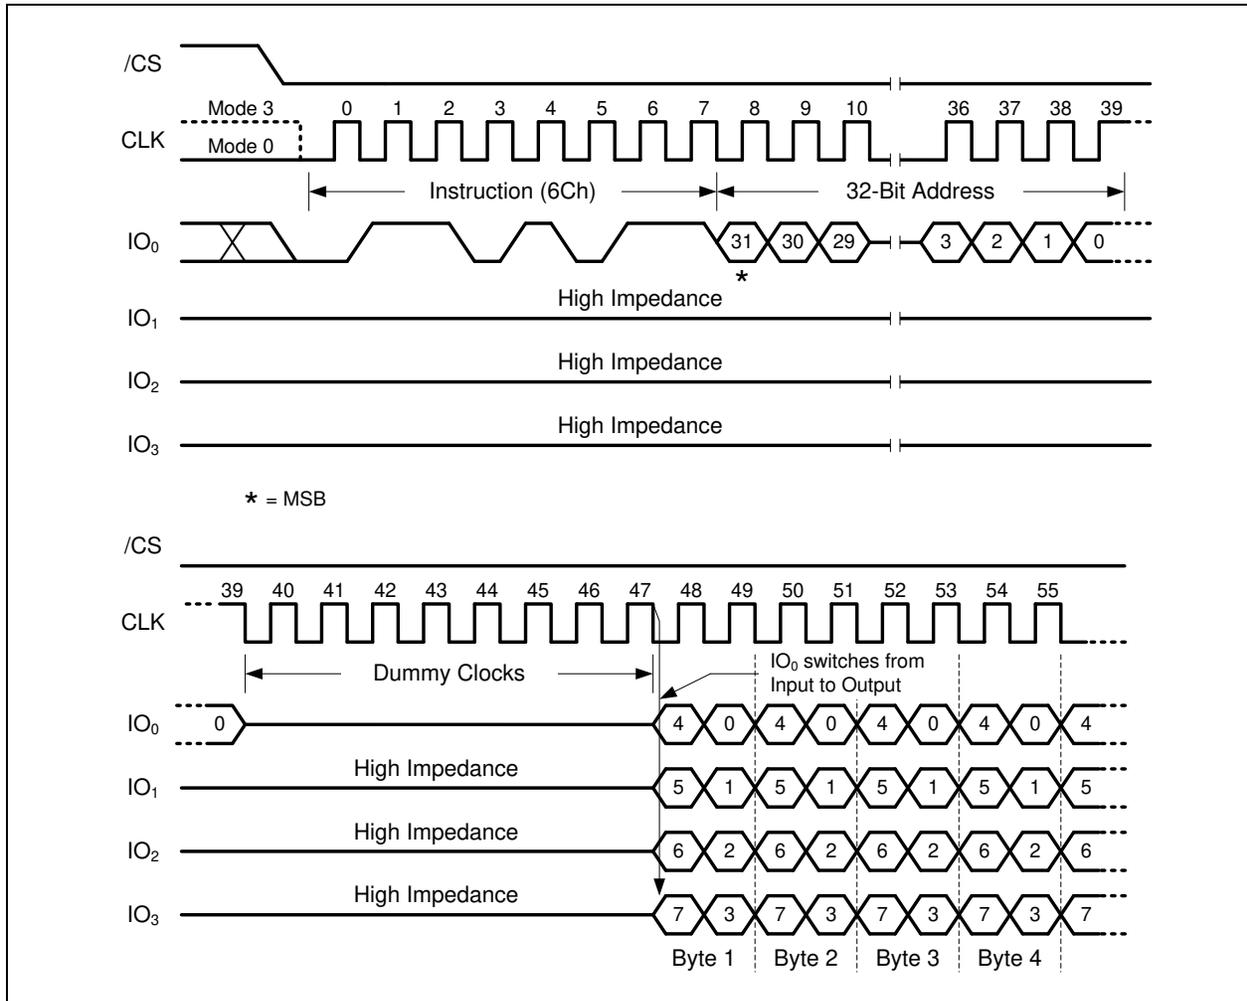 /CS
Mode 3 0 1 2 3 4 5 6 7 8 9 10 36 37 38 39
CLK
Mode 0
Instruction (6Ch) 32-Bit Address
IO0 31 30 29 3 2 1 0
*
High Impedance
IO1
High Impedance
IO2
High Impedance
IO3
* = MSB
/CS
39 40 41 42 43 44 45 46 47 48 49 50 51 52 53 54 55
CLK
IO0 switches from
Dummy Clocks
Input to Output
IO0 0 4 0 4 0 4 0 4 0 4
High Impedance
IO1 5 1 5 1 5 1 5 1 5
High Impedance
IO2 6 2 6 2 6 2 6 2 6
High Impedance
IO3 7 3 7 3 7 3 7 3 7
Byte 1 Byte 2 Byte 3 Byte 4